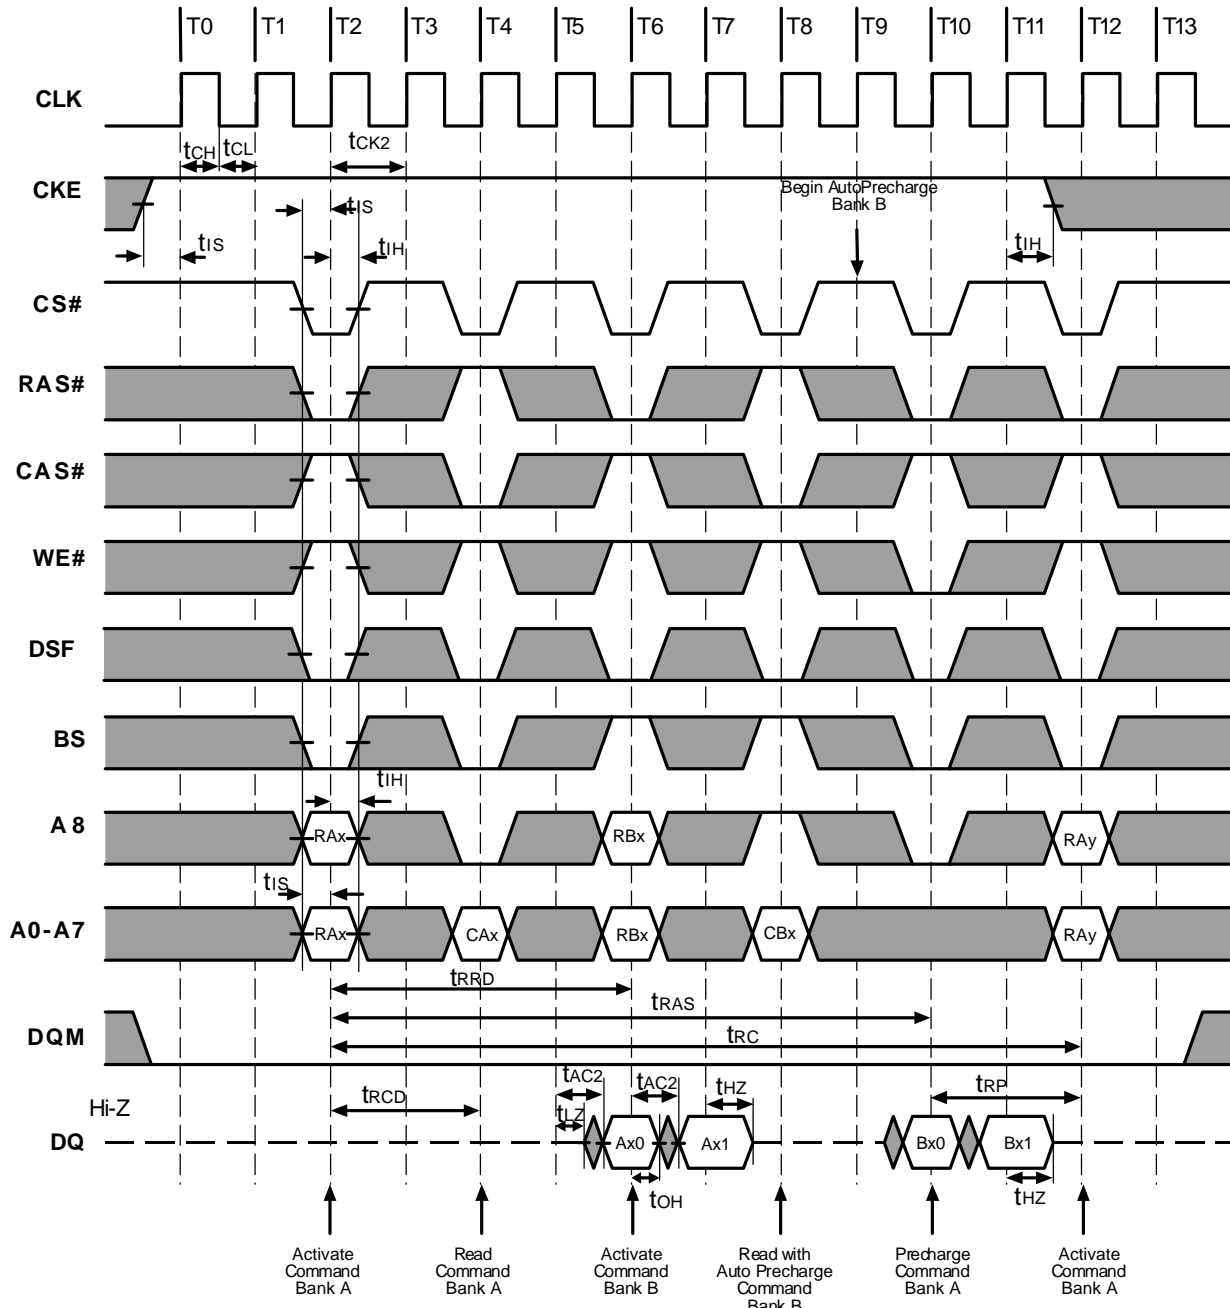 T0 T1 T2 T3 T4 T5 T6 T7 T8 T9 T10 T11 T12 T13
CLK
tCH tCL tCK2
CKE
Begin AutoPrecharge
Bank B
tIS
tIS tIH tIH
CS#
RAS#
CAS#
WE#
DSF
BS
tIH
A8 RAx RBx RAy
tIS
A0-A7 RAx CAx RBx CBx RAy
tRRD
tRAS
DQM
tRC
tAC2 tAC2 tHZ tRP
Hi-Z tRCD tLZ
DQ Ax0 Ax1 Bx0 Bx1
tOH tHZ
Activate
Command
Bank A
Read
Command
Bank A
Activate
Command
Bank B
Read with
Auto Precharge
Command
Bank B
Precharge
Command
Bank A
Activate
Command
Bank A